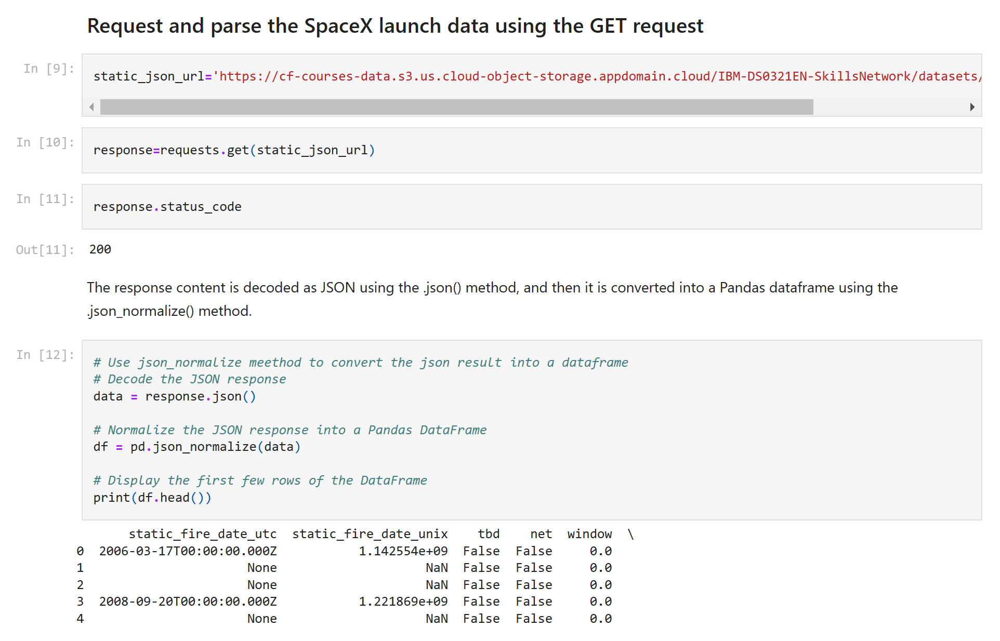 Request and parse the SpaceX launch data using the GET request
In [9]:
static_json_url='https://cf-courses-data.s3.us.cloud-object-storage.appdomain.cloud/IBM-DS0321EN-SkillsNetwork/datasets/
In [10]:
response=requests.get(static_json_url)
In [11]:
response.status_code
Out[11]:
200
The response content is decoded as JSON using the .json() method, and then it is converted into a Pandas dataframe using the
.json_normalize() method.
In [12]:
# Use json_normalize meethod to convert the json result into a dataframe
# Decode the JSON response
data = response.json()
# Normalize the JSON response into a Pandas DataFrame
df = pd.json_normalize(data)
# Display the first few rows of the DataFrame
print(df.head())
static_fire_date_utc static_fire_date_unix tbd net window \
0 2006-03-17T00:00:00.000Z 1.142554e+09 False False 0.0
1 None NaN False False 0.0
2 None NaN False False 0.0
3 2008-09-20T00:00:00.000Z 1.221869e+09 False False 0.0
4 None NaN False False 0.0